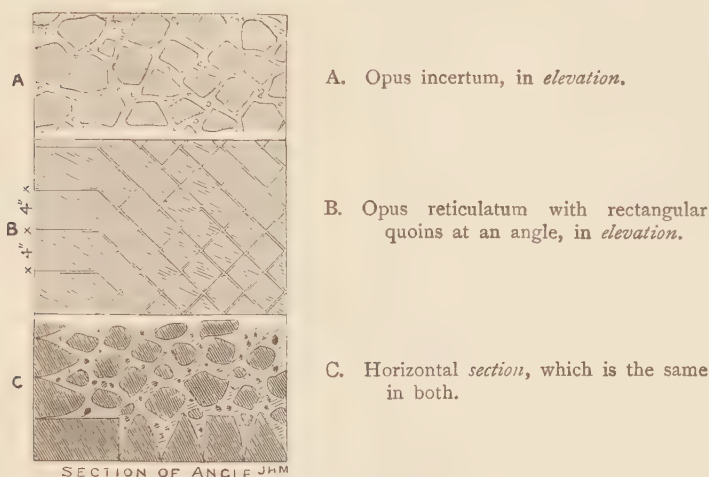 A
A. Opus incertum, in elevation.
4"
B
4"
B. Opus reticulatum with rectangular
quoins at an angle, in elevation.
C
C. Horizontal section, which is the same
in both.
SECTION OF ANGLE JHM